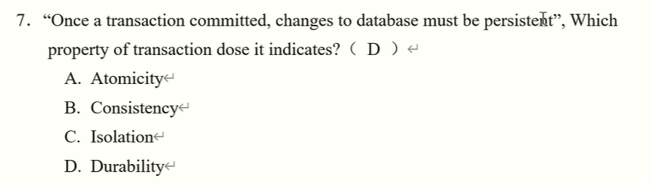 7. “Once a transaction committed, changes to database must be persistent”, Which
property of transaction dose it indicates? ( D ) ↵
A. Atomicity↵
B. Consistency↵
C. Isolation↵
D. Durability↵